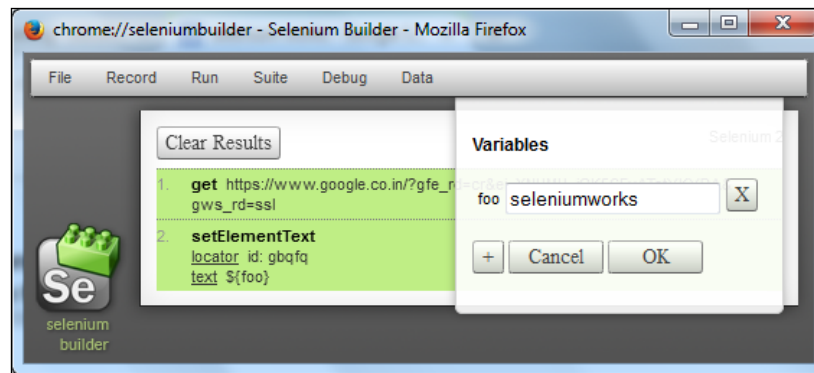 chrome://seleniumbuilder - Selenium Builder - Mozilla Firefox
File Record Run Suite Debug Data
Clear Results
Selenium 2
Variables
1. get https://www.google.co.in/?gfe_rd=cr&
gws_rd=ssl
foo seleniumworks X
2. setElementText
locator id: gbqfq
text ${foo}
+ Cancel OK
Se
selenium
builder